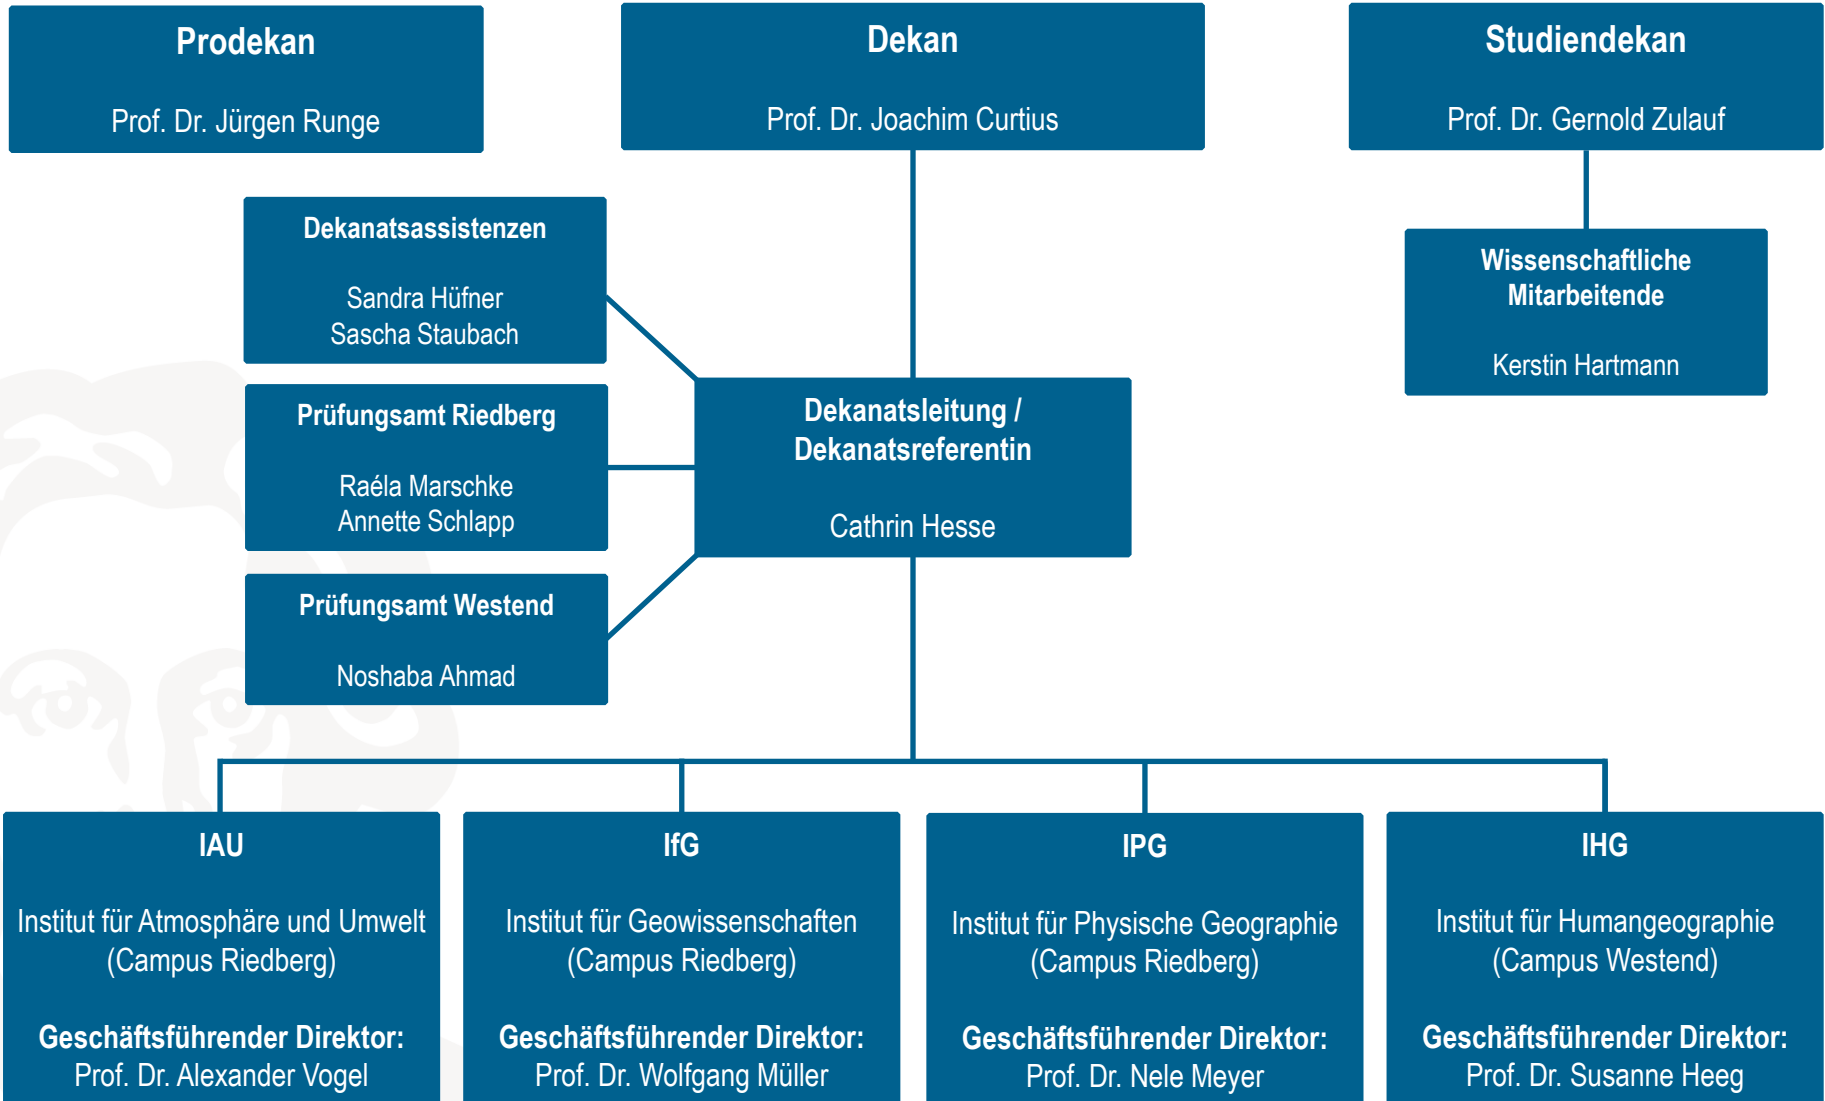 Prodekan
Prof. Dr. Jürgen Runge
Dekan
Prof. Dr. Joachim Curtius
Studiendekan
Prof. Dr. Gernold Zulauf
Dekanatsassistenzen
Sandra Hüfner
Sascha Staubach
Wissenschaftliche
Mitarbeitende
Kerstin Hartmann
Prüfungsamt Riedberg
Raéla Marschke
Annette Schlapp
Dekanatsleitung /
Dekanatsreferentin
Cathrin Hesse
Prüfungsamt Westend
Noshaba Ahmad
IAU
Institut für Atmosphäre und Umwelt
(Campus Riedberg)
Geschäftsführender Direktor:
Prof. Dr. Alexander Vogel
IfG
Institut für Geowissenschaften
(Campus Riedberg)
Geschäftsführender Direktor:
Prof. Dr. Wolfgang Müller
IPG
Institut für Physische Geographie
(Campus Riedberg)
Geschäftsführender Direktor:
Prof. Dr. Nele Meyer
IHG
Institut für Humangeographie
(Campus Westend)
Geschäftsführender Direktor:
Prof. Dr. Susanne Heeg